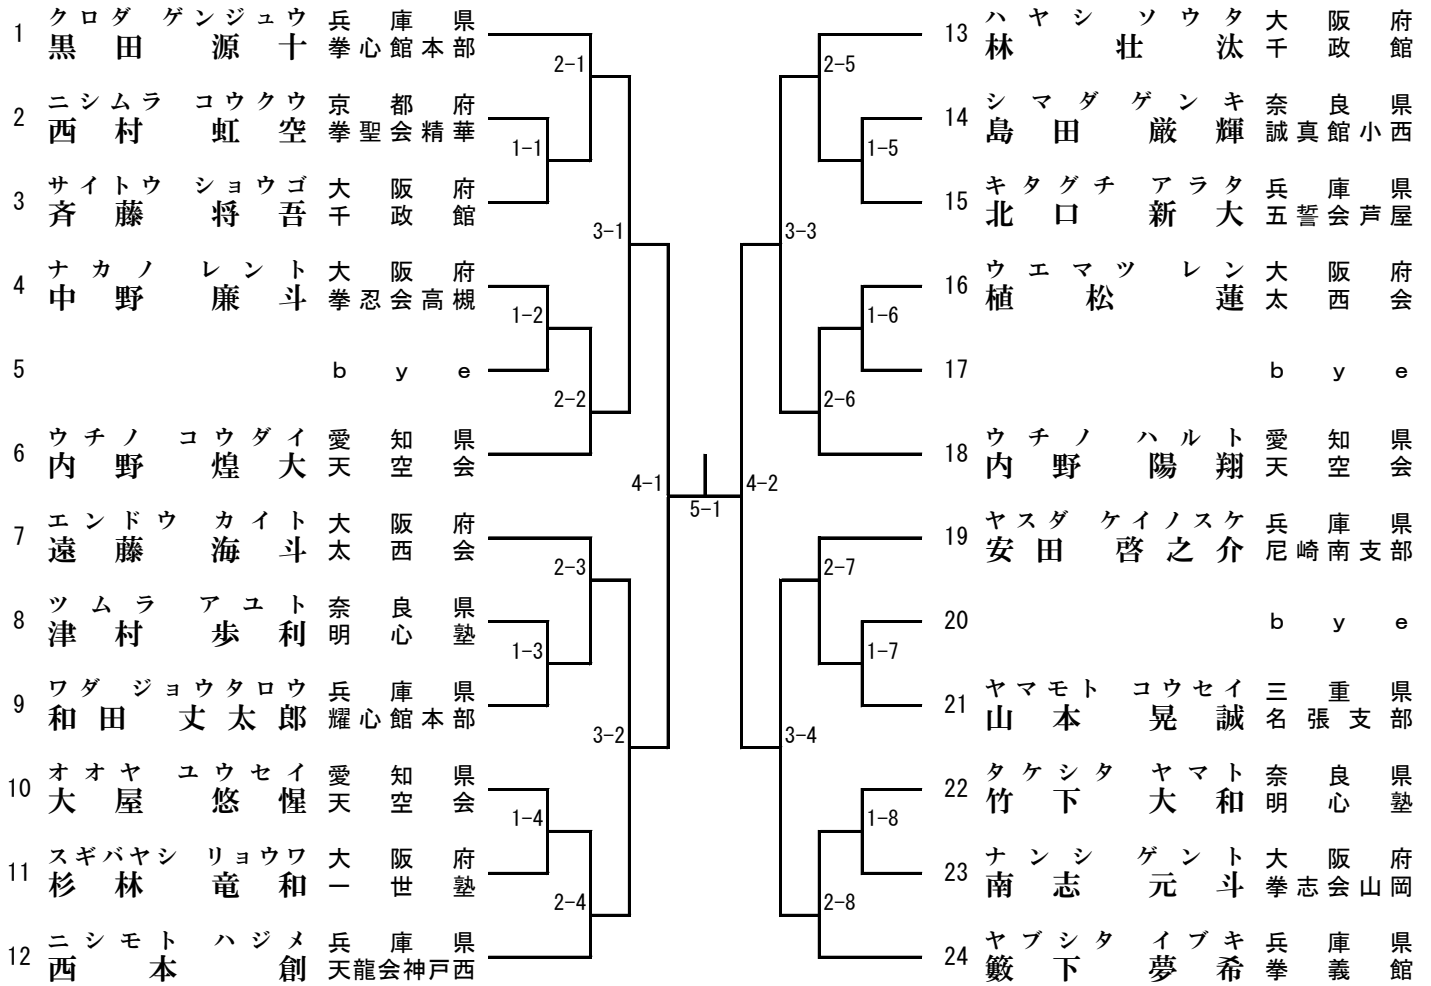 1 クロダ ゲンジュウ 兵庫県
黒田 源十 拳心館本部
2-1
2 ニシムラ コウクウ 京都府
西村 虹空 拳聖会精華
1-1
3 サイトウ ショウゴ 大阪府
斉藤 将吾 千政館
3-1
4 ナカノ レント 大阪府
中野 廉斗 拳忍会高槻
1-2
5 bye
2-2
6 ウチノ コウダイ 愛知県
内野 煌大 天空会
4-1
7 エンドウ カイト 大阪府
遠藤 海斗 太西会
2-3
8 ツムラ アユト 奈良県
津村 歩利 明心塾
1-3
9 ワダ ジョウタロウ 兵庫県
和田 丈太郎 耀心館本部
3-2
10 オオヤ ユウセイ 愛知県
大屋 悠惺 天空会
1-4
11 スギバヤシ リョウワ 大阪府
杉林 竜和 一世塾
2-4
12 ニシモト ハジメ 兵庫県
西本 創 天龍会神戸西
5-1
13 ハヤシ ソウタ 大阪府
林 壮汰 千政館
2-5
14 シマダ ゲンキ 奈良県
島田 厳輝 誠真館小西
1-5
15 キタグチ アラタ 兵庫県
北口 新大 五誓会芦屋
3-3
16 ウエマツ レン 大阪府
植松 蓮 太西会
1-6
17 bye
2-6
18 ウチノ ハルト 愛知県
内野 陽翔 天空会
4-2
19 ヤスダ ケイノスケ 兵庫県
安田 啓之介 尼崎南支部
2-7
20 bye
1-7
21 ヤマモト コウセイ 三重県
山本 晃誠 名張支部
3-4
22 タケシタ ヤマト 奈良県
竹下 大和 明心塾
1-8
23 ナンシ ゲント 大阪府
南志 元斗 拳志会山岡
2-8
24 ヤブシタ イブキ 兵庫県
籔下 夢希 拳義館